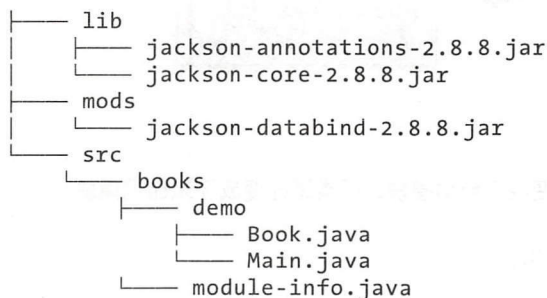 lib
jackson-annotations-2.8.8.jar
jackson-core-2.8.8.jar
mods
jackson-databind-2.8.8.jar
src
books
demo
Book.java
Main.java
module-info.java